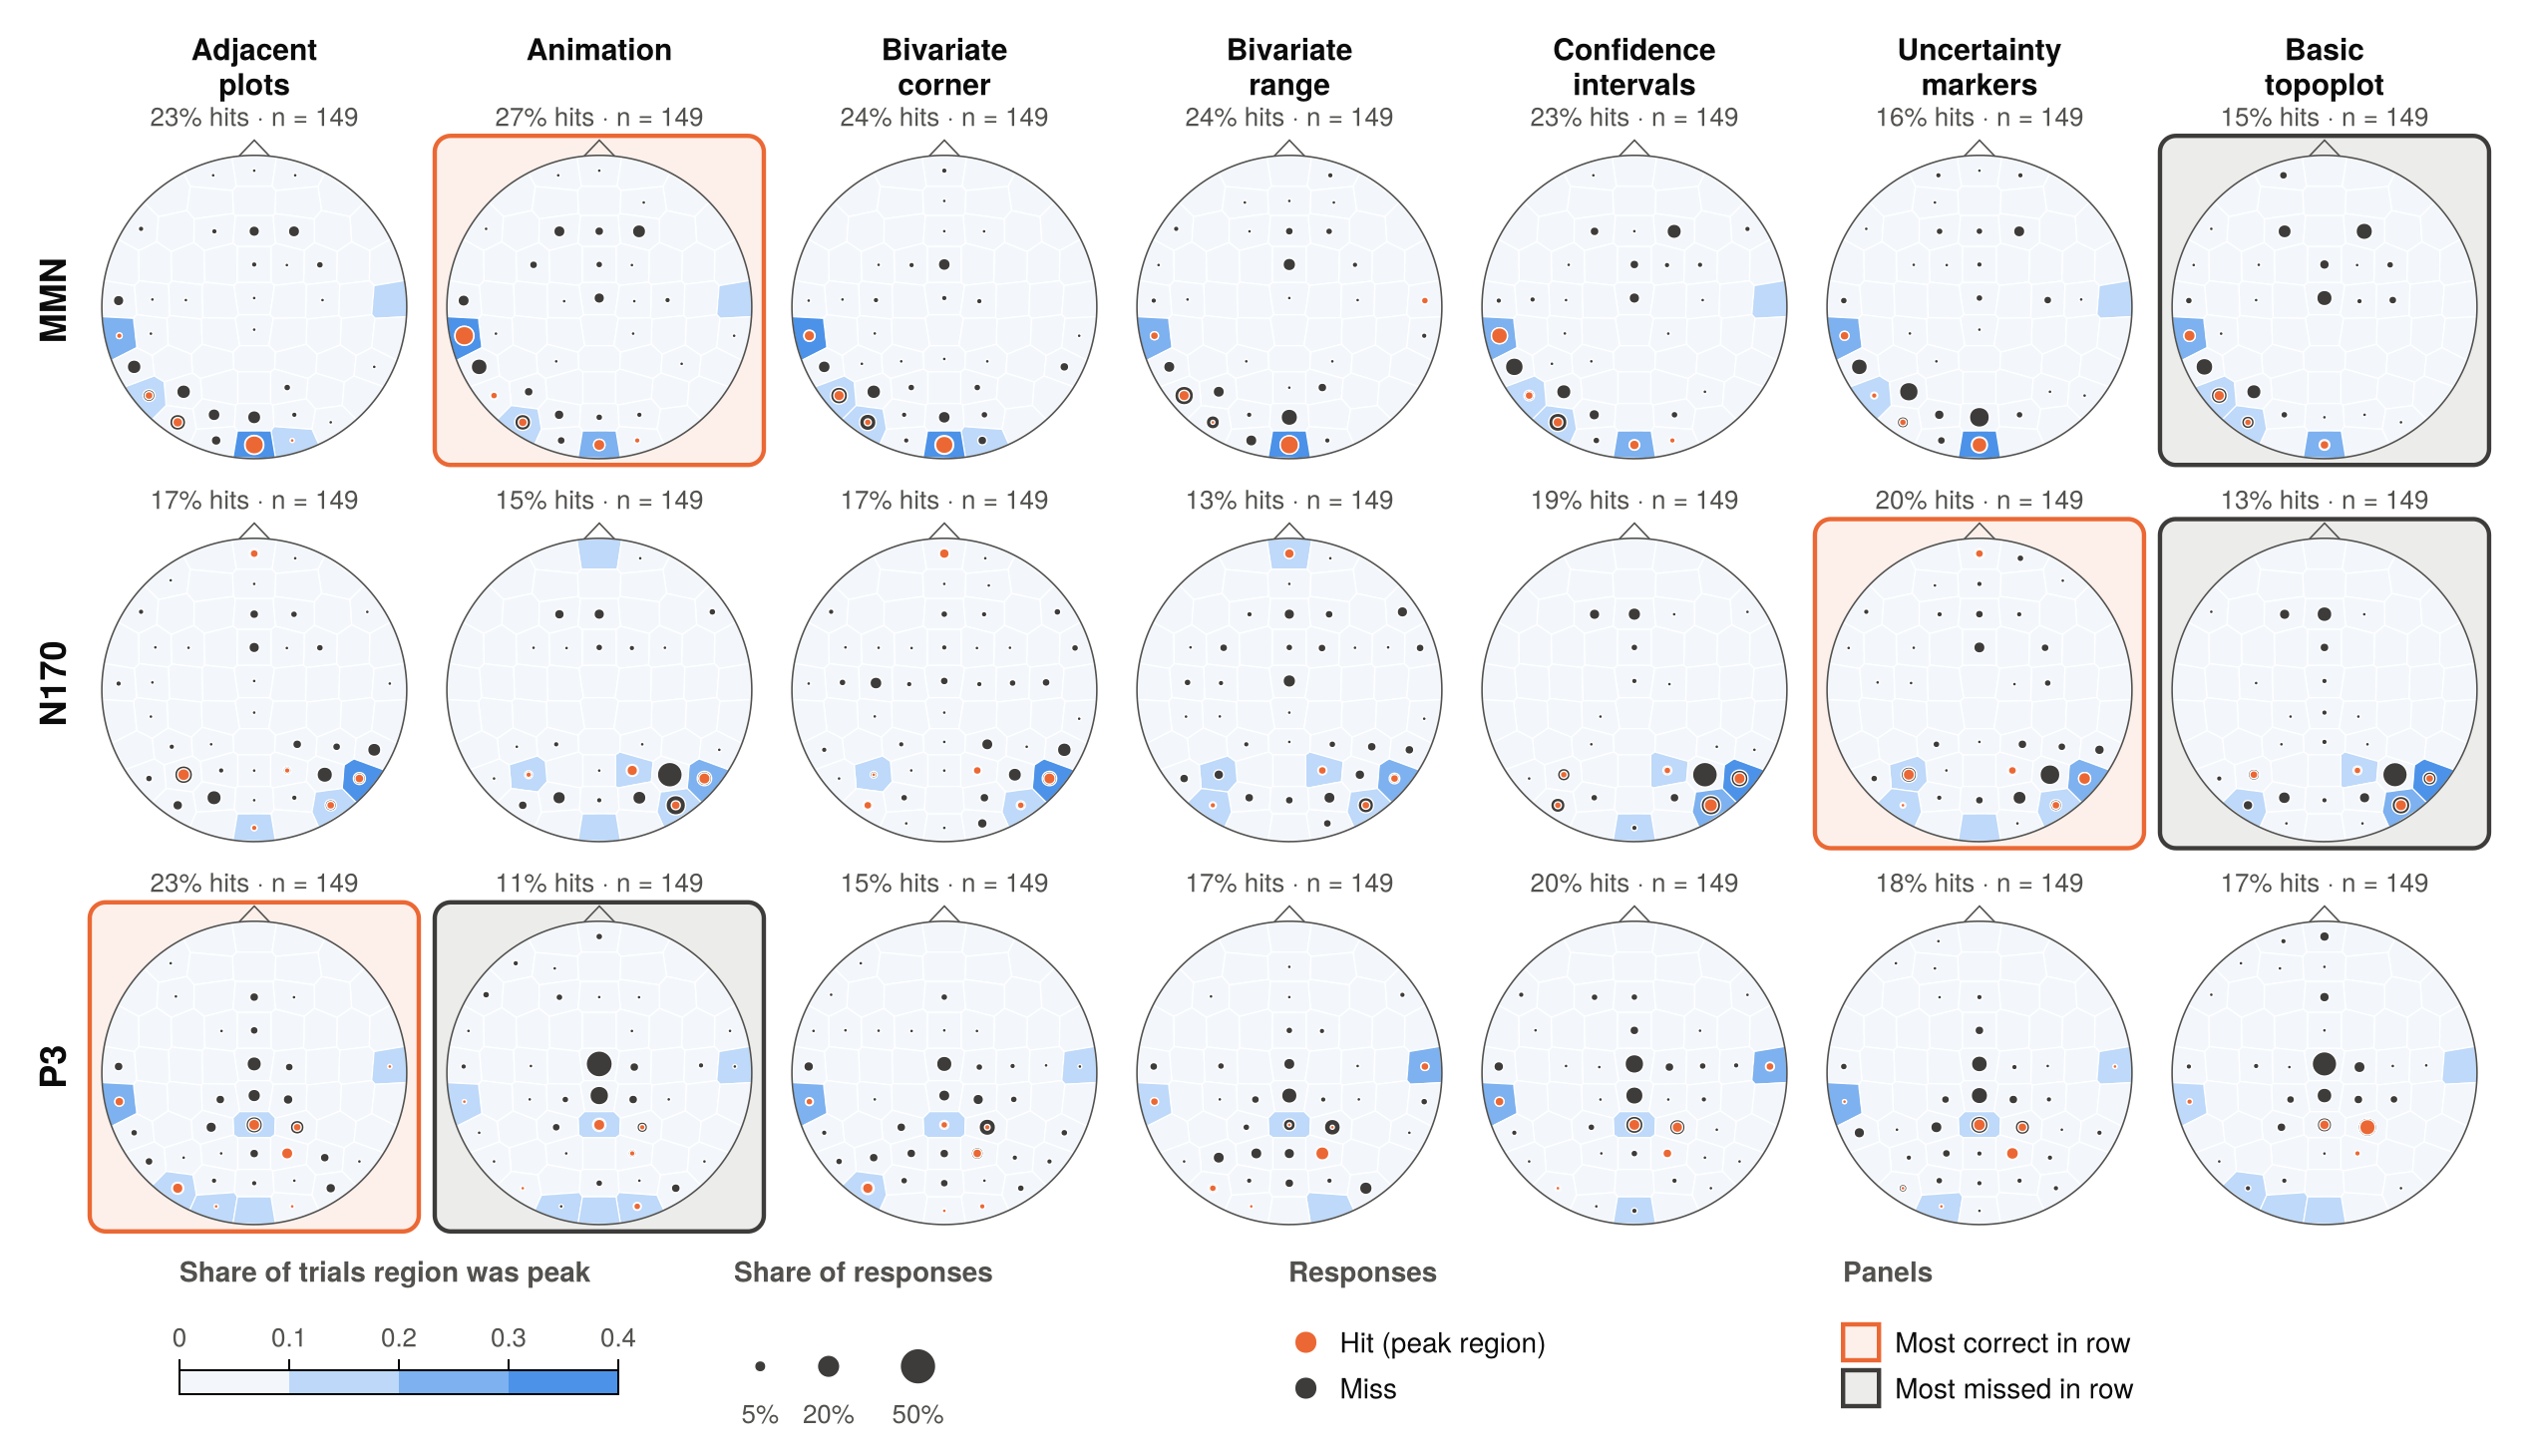 Adjacent plots
Animation
Bivariate corner
Bivariate range
Confidence intervals
Uncertainty markers
Basic topoplot
23% hits · n = 149
27% hits · n = 149
24% hits · n = 149
24% hits · n = 149
23% hits · n = 149
16% hits · n = 149
15% hits · n = 149
MMN
17% hits · n = 149
15% hits · n = 149
17% hits · n = 149
13% hits · n = 149
19% hits · n = 149
20% hits · n = 149
13% hits · n = 149
N170
23% hits · n = 149
11% hits · n = 149
15% hits · n = 149
17% hits · n = 149
20% hits · n = 149
18% hits · n = 149
17% hits · n = 149
P3
Share of trials region was peak
0 0.1 0.2 0.3 0.4
Share of responses
5% 20% 50%
Responses
Hit (peak region)
Miss
Panels
Most correct in row
Most missed in row